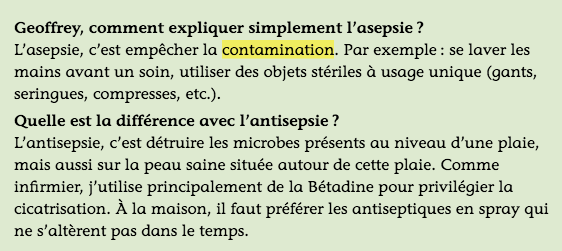 Geoffrey, comment expliquer simplement l’asepsie ?
L’asepsie, c’est empêcher la contamination. Par exemple : se laver les
mains avant un soin, utiliser des objets stériles à usage unique (gants,
seringues, compresses, etc.).
Quelle est la différence avec l’antisepsie ?
L’antisepsie, c’est détruire les microbes présents au niveau d’une plaie,
mais aussi sur la peau saine située autour de cette plaie. Comme
infirmier, j’utilise principalement de la Bétadine pour privilégier la
cicatrisation. À la maison, il faut préférer les antiseptiques en spray qui
ne s’altèrent pas dans le temps.